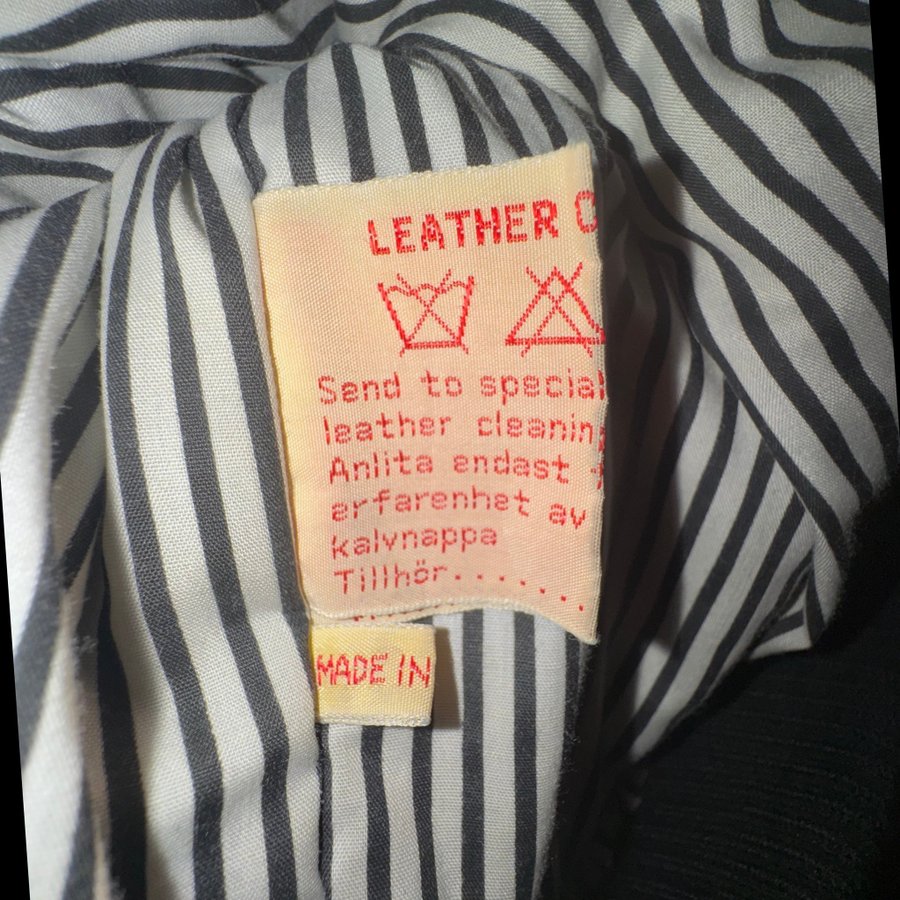 LEATHER C
Send to special
leather cleanin
Anlita endast
erfarenhet av
kalvnappa
Tillhör.... ...
MADE IN